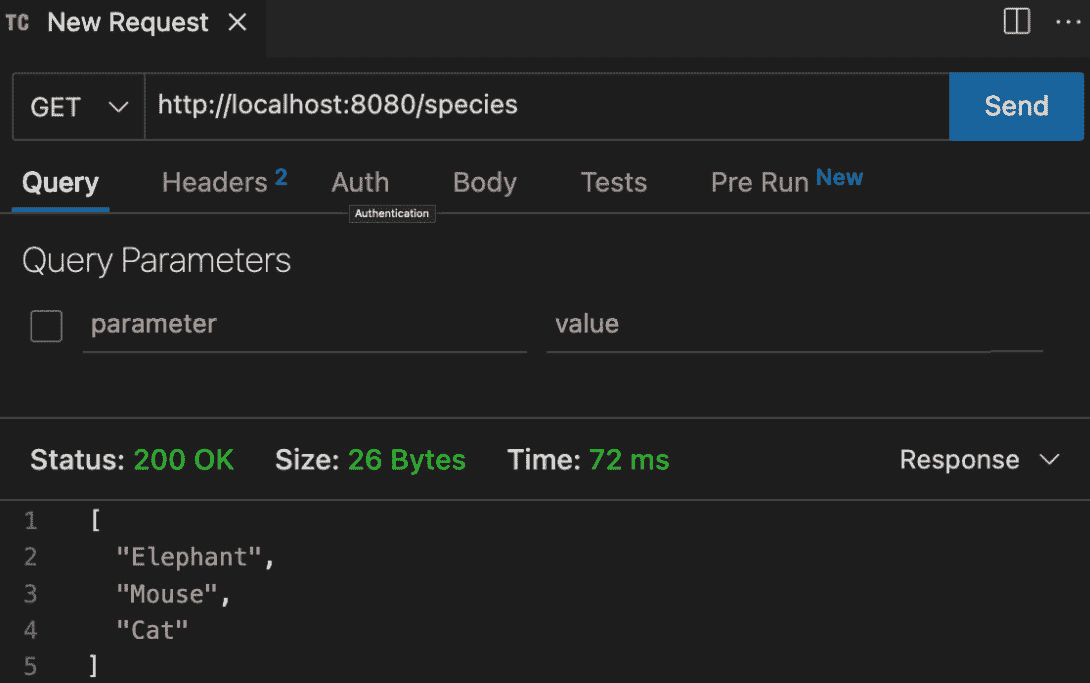 TC New Request
GET http://localhost:8080/species Send
Query Headers 2 Auth Body Tests Pre Run New
Authentication
Query Parameters
parameter value
Status: 200 OK Size: 26 Bytes Time: 72 ms Response
1 [
2 "Elephant",
3 "Mouse",
4 "Cat"
5 ]